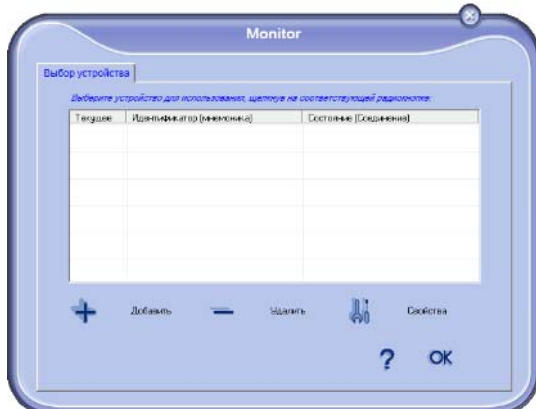 Monitor
Выбор устройства
Выберите устройство для использования, щелкнув на соответствующей радиокнопке:
Текущее Идентификатор (мнемоника) Состояние (Соединение)
Добавить Удалить Свойства
? OK